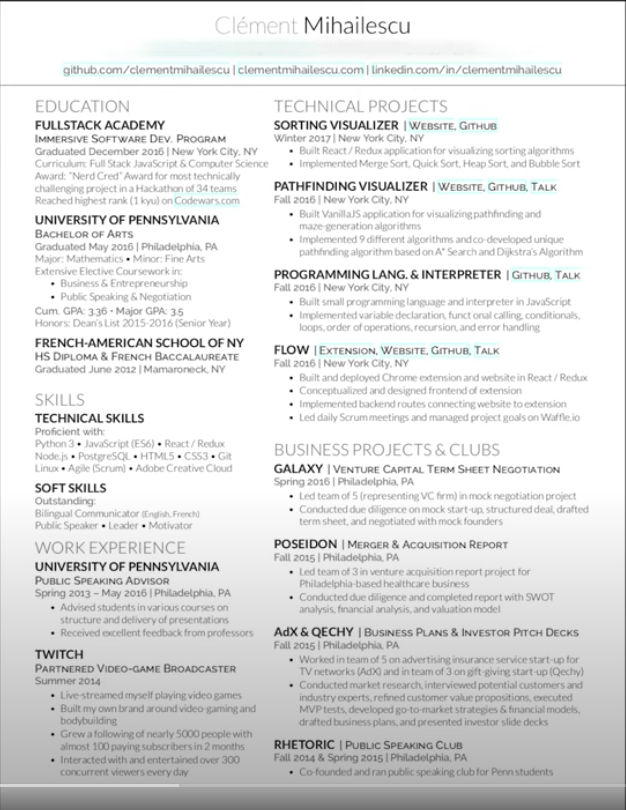 Clément Mihailescu
github.com/clementmihailescu | clementmihailescu.com | linkedin.com/in/clementmihailescu
EDUCATION
FULLSTACK ACADEMY
IMMERSIVE SOFTWARE DEV. PROGRAM
Graduated December 2016 | New York City, NY
Curriculum: Full Stack JavaScript & Computer Science
Award: "Nerd Cred" Award for most technically
challenging project in a Hackathon of 34 teams
Reached highest rank (1 kyu) on Codewars.com
UNIVERSITY OF PENNSYLVANIA
BACHELOR OF ARTS
Graduated May 2016 | Philadelphia, PA
Major: Mathematics • Minor: Fine Arts
Extensive Elective Coursework in:
• Business & Entrepreneurship
• Public Speaking & Negotiation
Cum. GPA: 3.36 • Major GPA: 3.5
Honors: Dean's List 2015-2016 (Senior Year)
FRENCH-AMERICAN SCHOOL OF NY
HS DIPLOMA & FRENCH BACCALAUREATE
Graduated June 2012 | Mamaroneck, NY
SKILLS
TECHNICAL SKILLS
Proficient with:
Python 3 • JavaScript (ES6) • React / Redux
Node.js • PostgreSQL • HTML5 • CSS3 • Git
Linux • Agile (Scrum) • Adobe Creative Cloud
SOFT SKILLS
Outstanding:
Bilingual Communicator (English, French)
Public Speaker • Leader • Motivator
WORK EXPERIENCE
UNIVERSITY OF PENNSYLVANIA
PUBLIC SPEAKING ADVISOR
Spring 2013 – May 2016 | Philadelphia, PA
• Advised students in various courses on
structure and delivery of presentations
• Received excellent feedback from professors
TWITCH
PARTNERED VIDEO-GAME BROADCASTER
Summer 2014
• Live-streamed myself playing video games
• Built my own brand around video-gaming and
bodybuilding
• Grew a following of nearly 5000 people with
almost 100 paying subscribers in 2 months
• Interacted with and entertained over 300
concurrent viewers every day
TECHNICAL PROJECTS
SORTING VISUALIZER | WEBSITE, GITHUB
Winter 2017 | New York City, NY
• Built React / Redux application for visualizing sorting algorithms
• Implemented Merge Sort, Quick Sort, Heap Sort, and Bubble Sort
PATHFINDING VISUALIZER | WEBSITE, GITHUB, TALK
Fall 2016 | New York City, NY
• Built VanillaJS application for visualizing pathfinding and
maze-generation algorithms
• Implemented 9 different algorithms and co-developed unique
pathfinding algorithm based on A* Search and Dijkstra's Algorithm
PROGRAMMING LANG. & INTERPRETER | GITHUB, TALK
Fall 2016 | New York City, NY
• Built small programming language and interpreter in JavaScript
• Implemented variable declaration, functional calling, conditionals,
loops, order of operations, recursion, and error handling
FLOW | EXTENSION, WEBSITE, GITHUB, TALK
Fall 2016 | New York City, NY
• Built and deployed Chrome extension and website in React / Redux
• Conceptualized and designed frontend of extension
• Implemented backend routes connecting website to extension
• Led daily Scrum meetings and managed project goals on Waffle.io
BUSINESS PROJECTS & CLUBS
GALAXY | VENTURE CAPITAL TERM SHEET NEGOTIATION
Spring 2016 | Philadelphia, PA
• Led team of 5 (representing VC firm) in mock negotiation project
• Conducted due diligence on mock start-up, structured deal, drafted
term sheet, and negotiated with mock founders
POSEIDON | MERGER & ACQUISITION REPORT
Fall 2015 | Philadelphia, PA
• Led team of 3 in venture acquisition report project for
Philadelphia-based healthcare business
• Conducted due diligence and completed report with SWOT
analysis, financial analysis, and valuation model
AdX & QECHY | BUSINESS PLANS & INVESTOR PITCH DECKS
Fall 2015 | Philadelphia, PA
• Worked in team of 5 on advertising insurance service start-up for
TV networks (AdX) and in team of 3 on gift-giving start-up (Qechy)
• Conducted market research, interviewed potential customers and
industry experts, refined customer value propositions, executed
MVP tests, developed go-to-market strategies & financial models,
drafted business plans, and presented investor slide decks
RHETORIC | PUBLIC SPEAKING CLUB
Fall 2014 & Spring 2015 | Philadelphia, PA
• Co-founded and ran public speaking club for Penn students